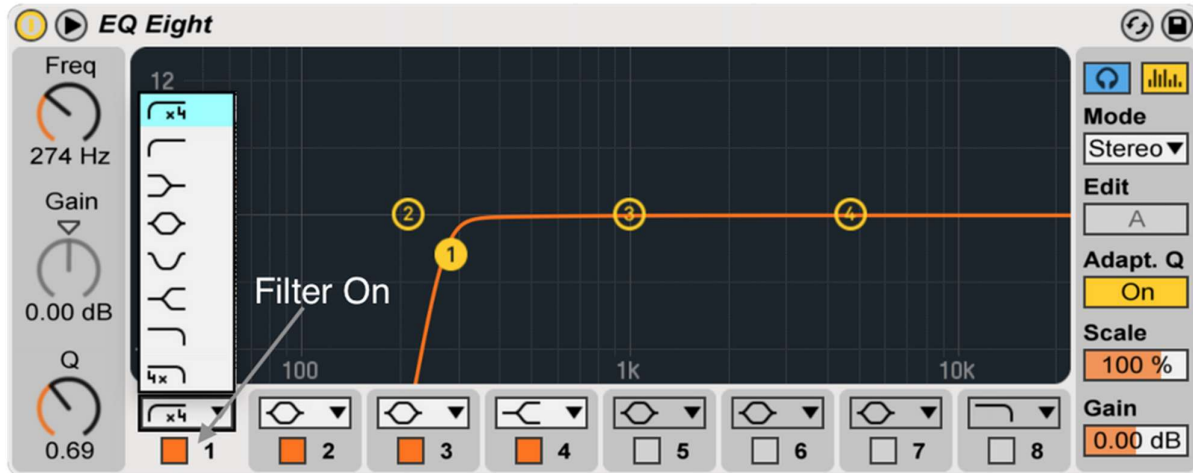 EQ Eight
Freq
274 Hz
Gain
0.00 dB
Q
0.69
12
x4
4x
Filter On
1
2
3
4
100
1k
10k
x4
1
2
3
4
5
6
7
8
Mode
Stereo
Edit
A
Adapt. Q
On
Scale
100 %
Gain
0.00 dB